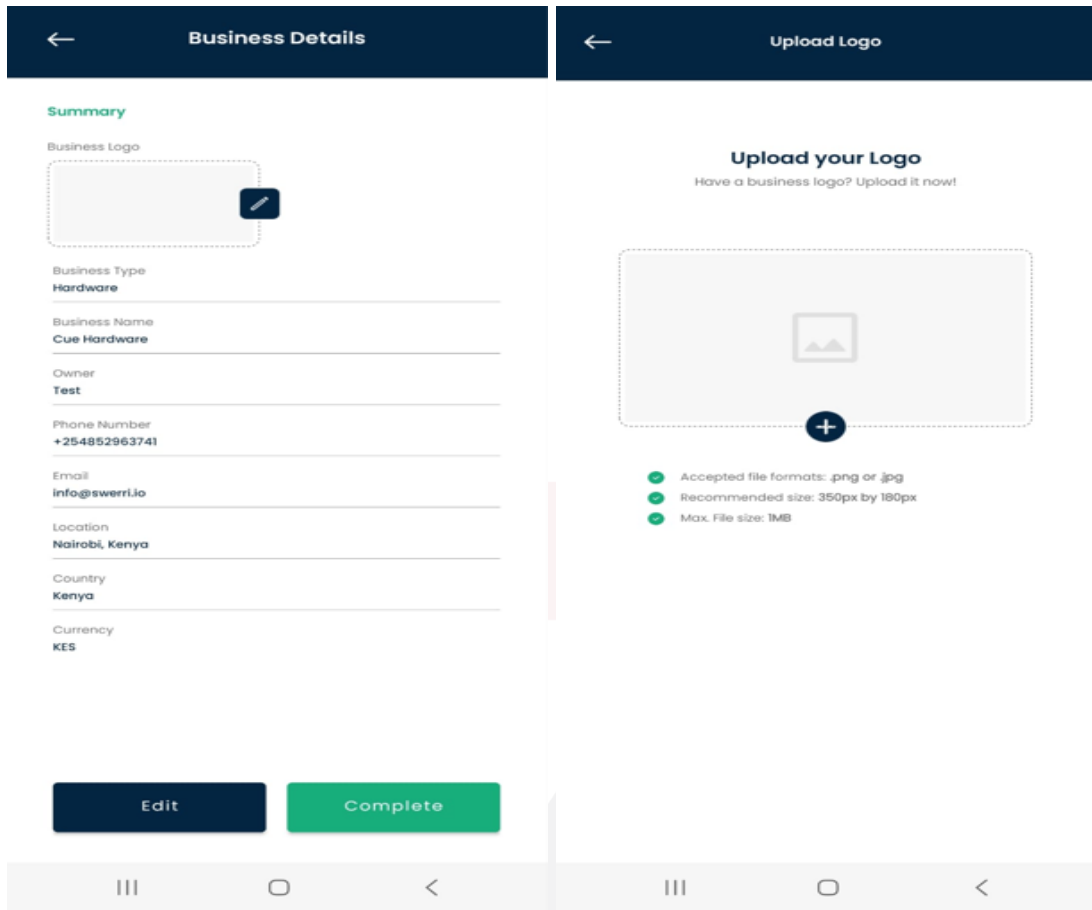 Business Details
Summary
Business Logo
Business Type
Hardware
Business Name
Cue Hardware
Owner
Test
Phone Number
+254852963741
Email
info@swerri.io
Location
Nairobi, Kenya
Country
Kenya
Currency
KES
Edit
Complete
Upload Logo
Upload your Logo
Have a business logo? Upload it now!
Accepted file formats: .png or .jpg
Recommended size: 350px by 180px
Max. File size: 1MB